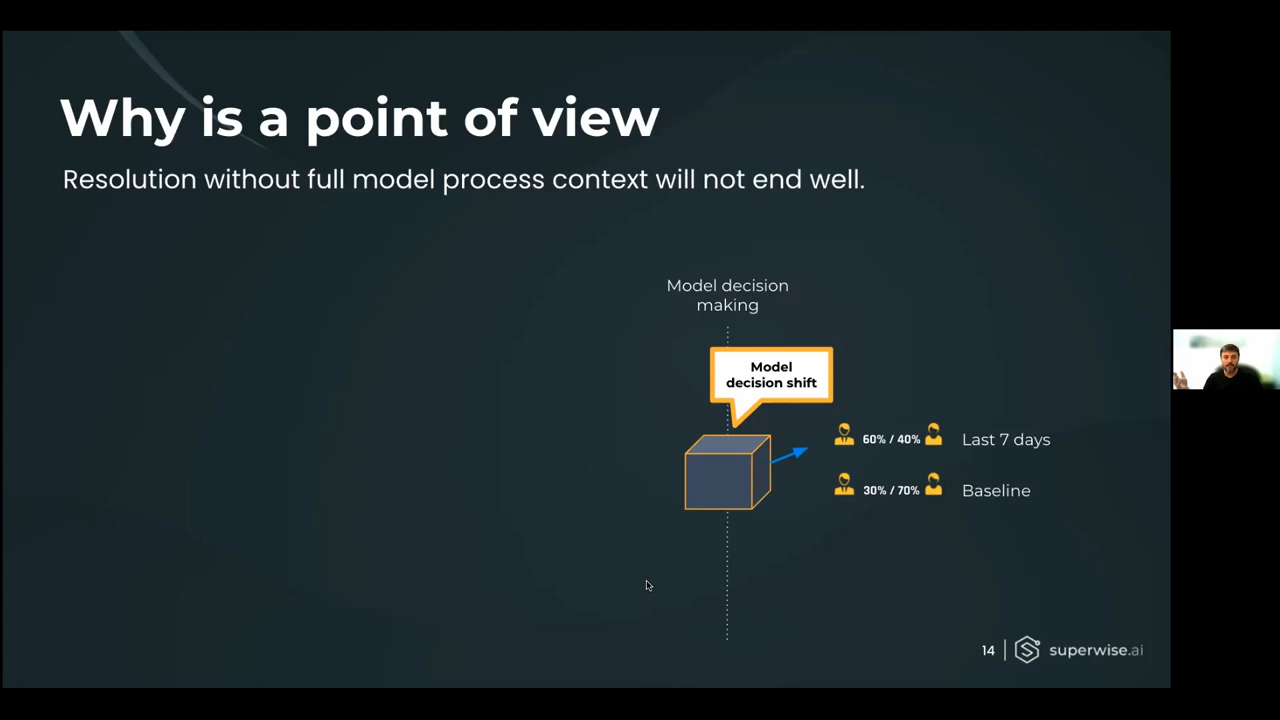 Why is a point of view
Resolution without full model process context will not end well.
Model decision
making
Model
decision shift
60% / 40%
Last 7 days
30% / 70%
Baseline
14
superwise.ai